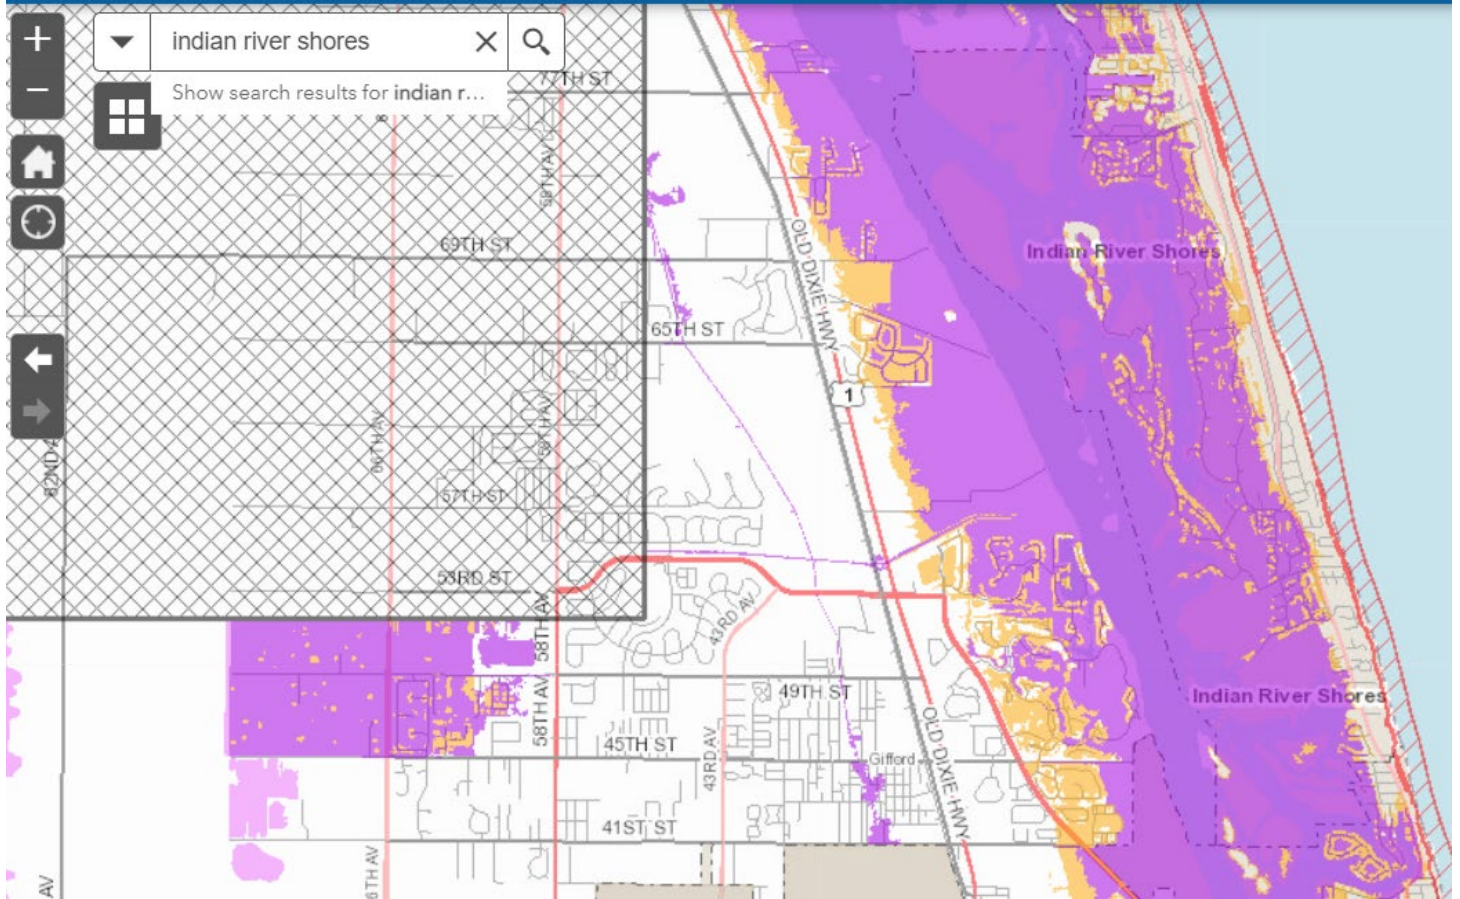 indian river shores
Show search results for indian r...
77TH ST
58TH AV
69TH ST
OLD DIXIE HWY
Indian River Shores
65TH ST
1
66TH AV
58TH AV
82ND A
57TH ST
53RD ST
58TH AV
43RD AV
49TH ST
Indian River Shores
58TH AV
45TH ST
43RD AV
Gifford
OLD DIXIE HWY
41ST ST
6TH AV
AV